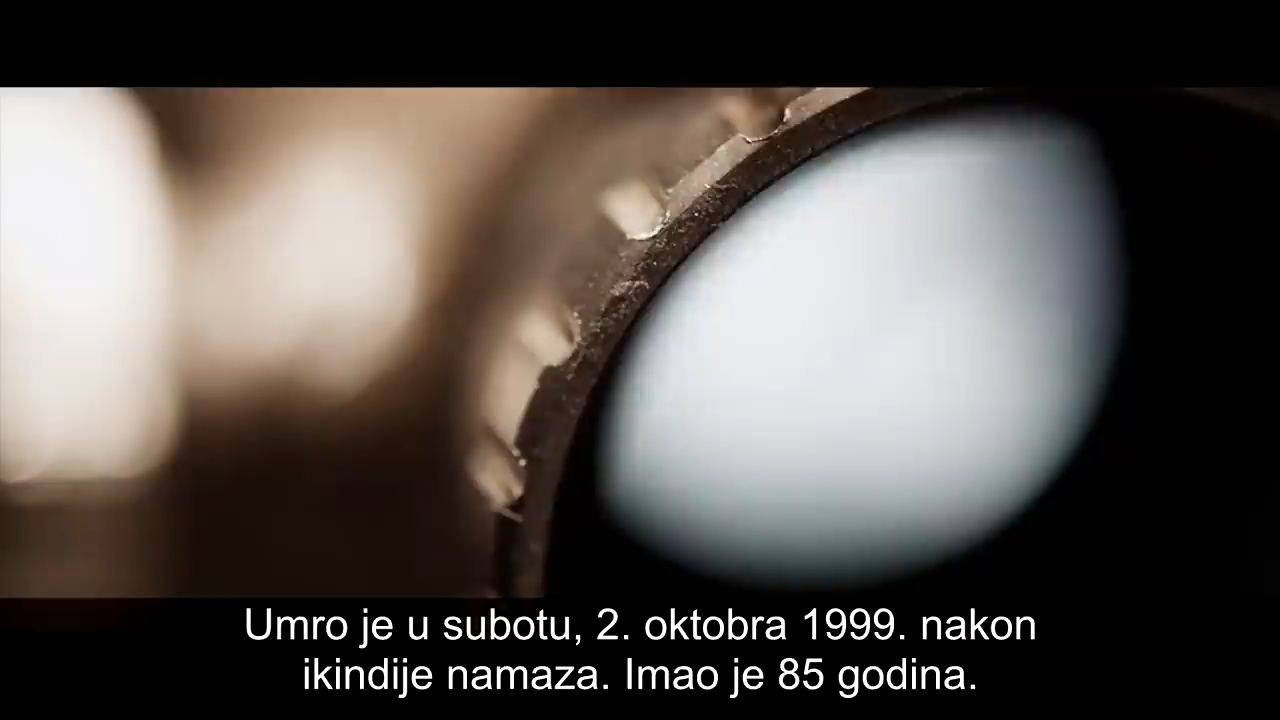 Umro je u subotu, 2. oktobra 1999. nakon
ikindije namaza. Imao je 85 godina.